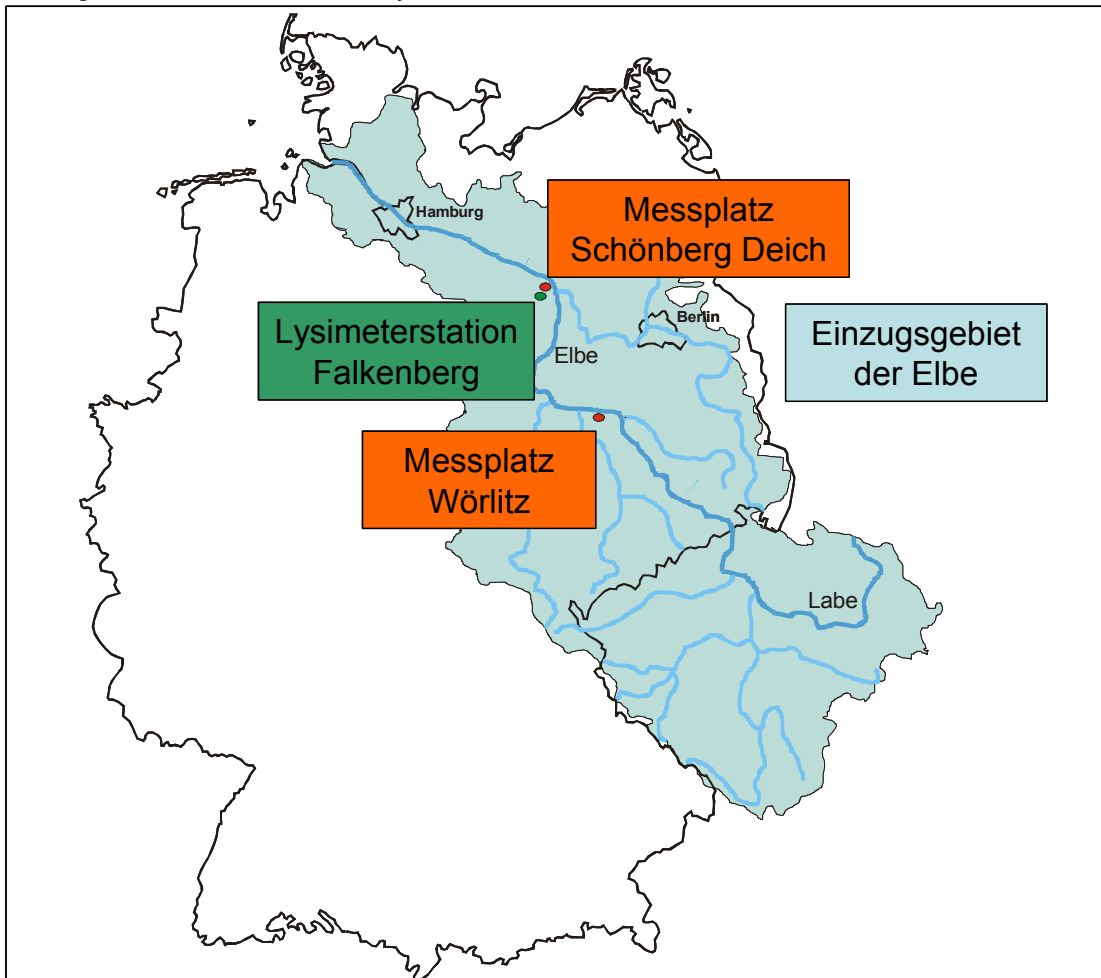 Hamburg
Messplatz
Schönberg Deich
Berlin
Lysimeterstation
Falkenberg
Elbe
Einzugsgebiet
der Elbe
Messplatz
Wörlitz
Labe